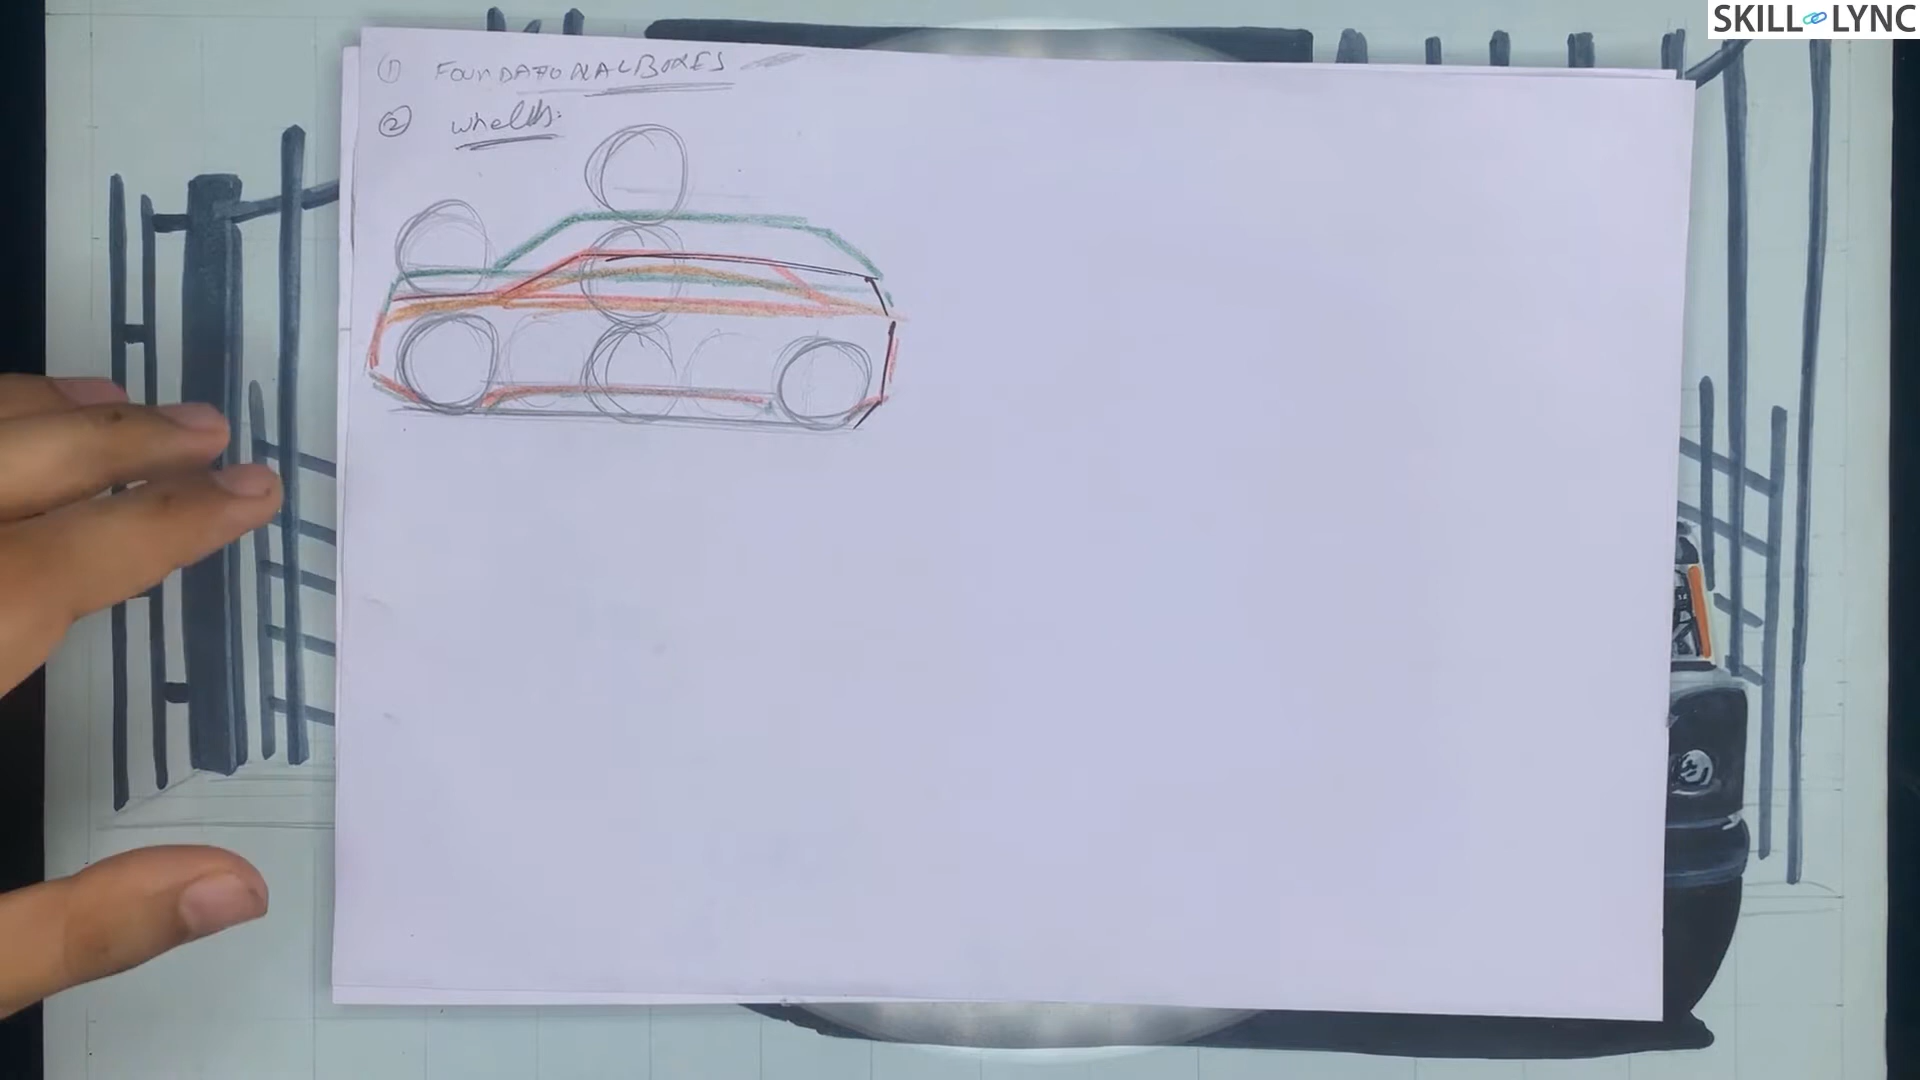 SKILL LYNC
① FOUNDATIONAL BOXES
② Wheels: